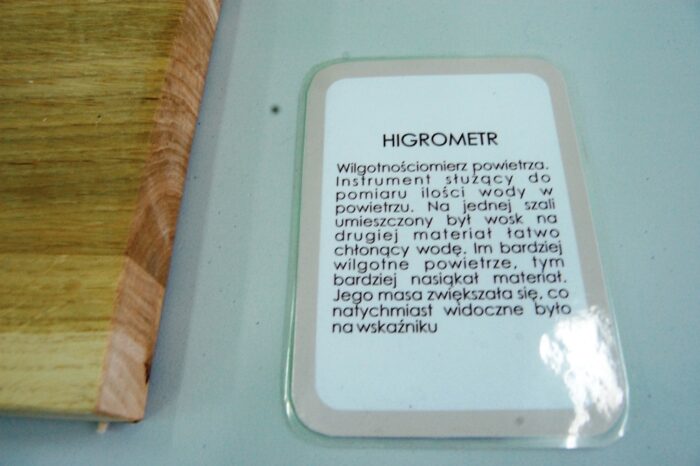 HIGROMETR
Wilgotnościomierz powietrza.
Instrument służący do
pomiaru ilości wody w
powietrzu. Na jednej szali
umieszczony był wosk na
drugiej materiał łatwo
chłonący wodę. Im bardziej
wilgotne powietrze, tym
bardziej nasiąkał materiał.
Jego masa zwiększała się, co
natychmiast widoczne było
na wskaźniku